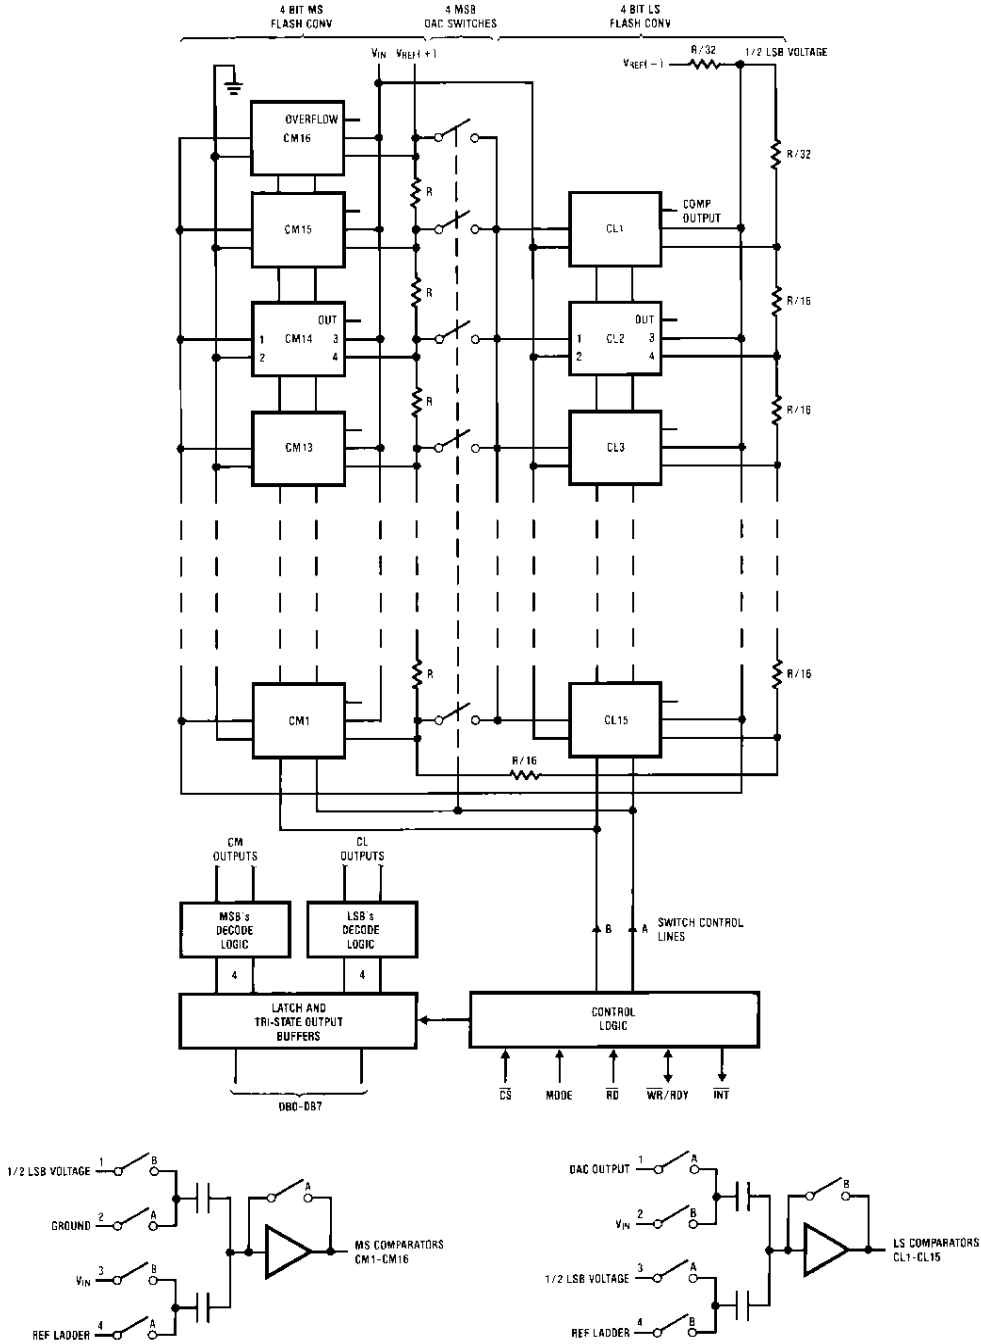 4 BIT MS
FLASH CONV
4 MSB
DAC SWITCHES
4 BIT LS
FLASH CONV
VIN
VREF(+)
VREF(-)
R/32
1/2 LSB VOLTAGE
OVERFLOW
CM16
R/32
R
CM15
CL1
COMP
OUTPUT
R
R/16
OUT
1
CM14
3
2
4
OUT
1
CL2
3
2
4
R
R/16
CM13
CL3
R
R/16
CM1
CL15
R/16
CM
OUTPUTS
CL
OUTPUTS
MSB's
DECODE
LOGIC
LSB's
DECODE
LOGIC
B
A
SWITCH CONTROL
LINES
4
4
LATCH AND
TRI-STATE OUTPUT
BUFFERS
CONTROL
LOGIC
CS
MODE
RD
WR/RDY
INT
DB0-DB7
1/2 LSB VOLTAGE
1
B
GROUND
2
A
A
MS COMPARATORS
CM1-CM16
VIN
3
B
REF LADDER
4
A
DAC OUTPUT
1
A
VIN
2
B
B
LS COMPARATORS
CL1-CL15
1/2 LSB VOLTAGE
3
A
REF LADDER
4
B